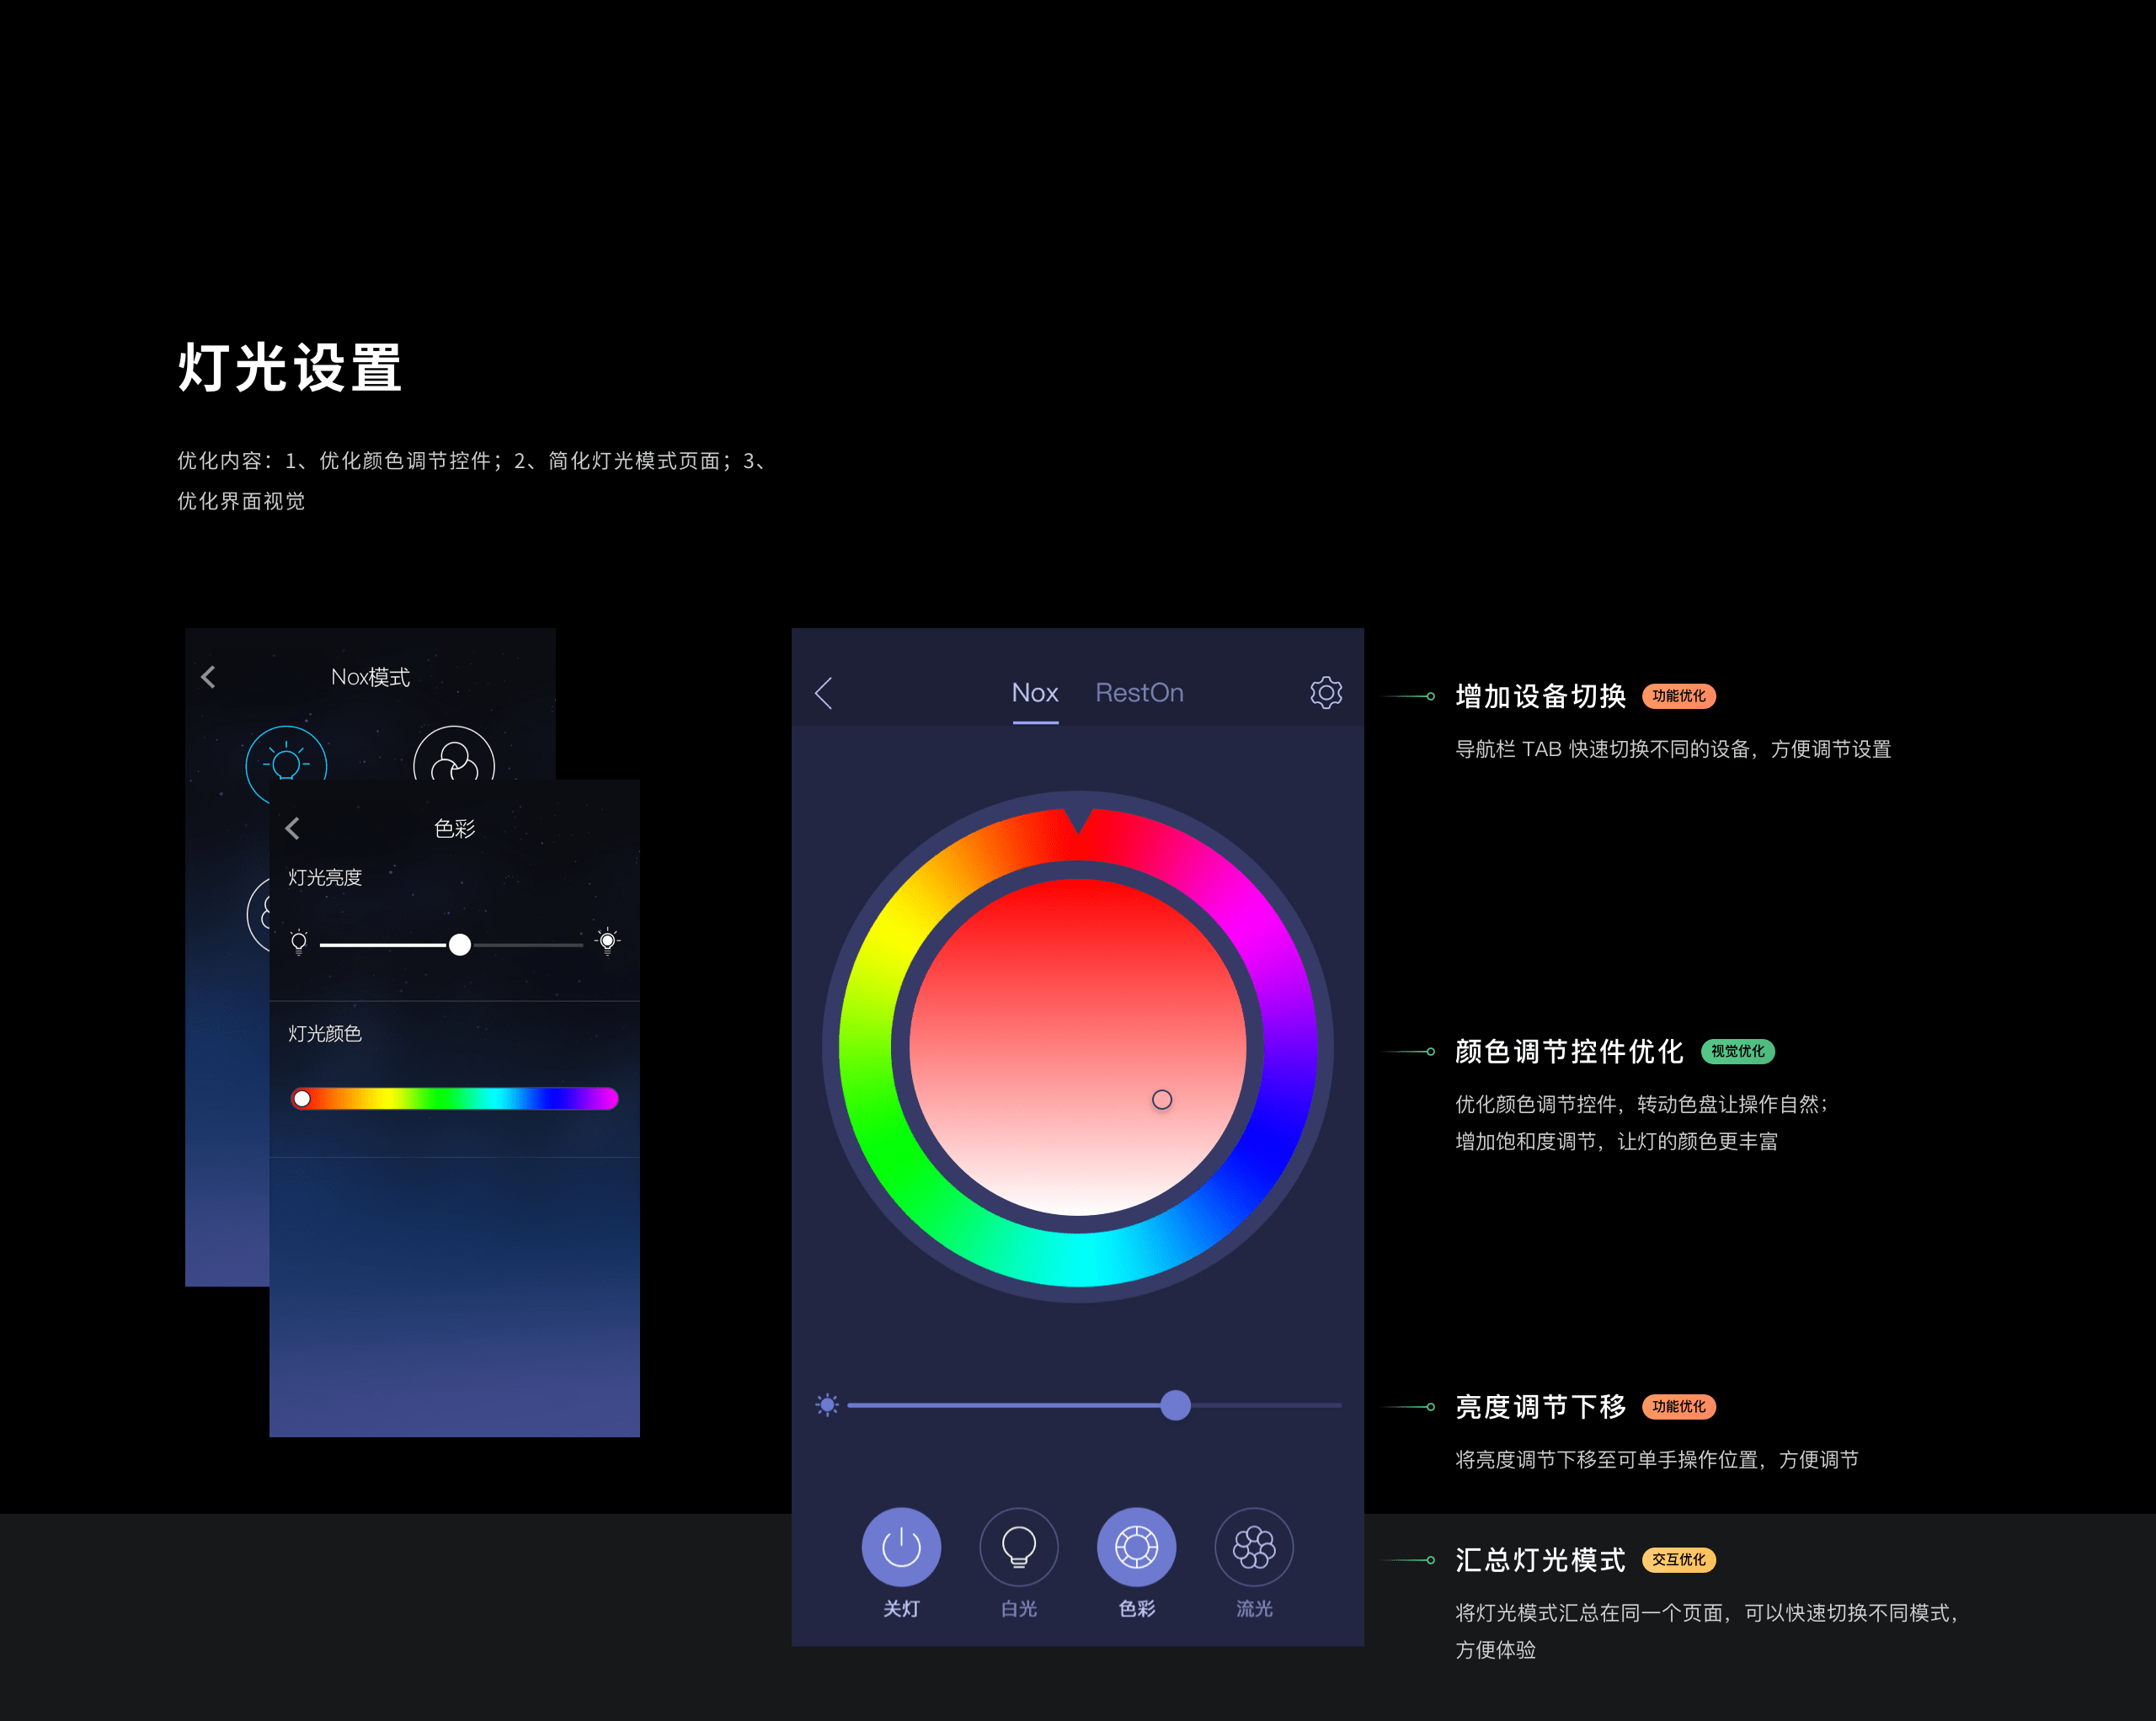 灯光设置
优化内容：1、优化颜色调节控件；2、简化灯光模式页面；3、
优化界面视觉
Nox模式
色彩
灯光亮度
灯光颜色
Nox RestOn
关灯 白光 色彩 流光
增加设备切换 功能优化
导航栏 TAB 快速切换不同的设备，方便调节设置
颜色调节控件优化 视觉优化
优化颜色调节控件，转动色盘让操作自然；
增加饱和度调节，让灯的颜色更丰富
亮度调节下移 功能优化
将亮度调节下移至可单手操作位置，方便调节
汇总灯光模式 交互优化
将灯光模式汇总在同一个页面，可以快速切换不同模式，
方便体验